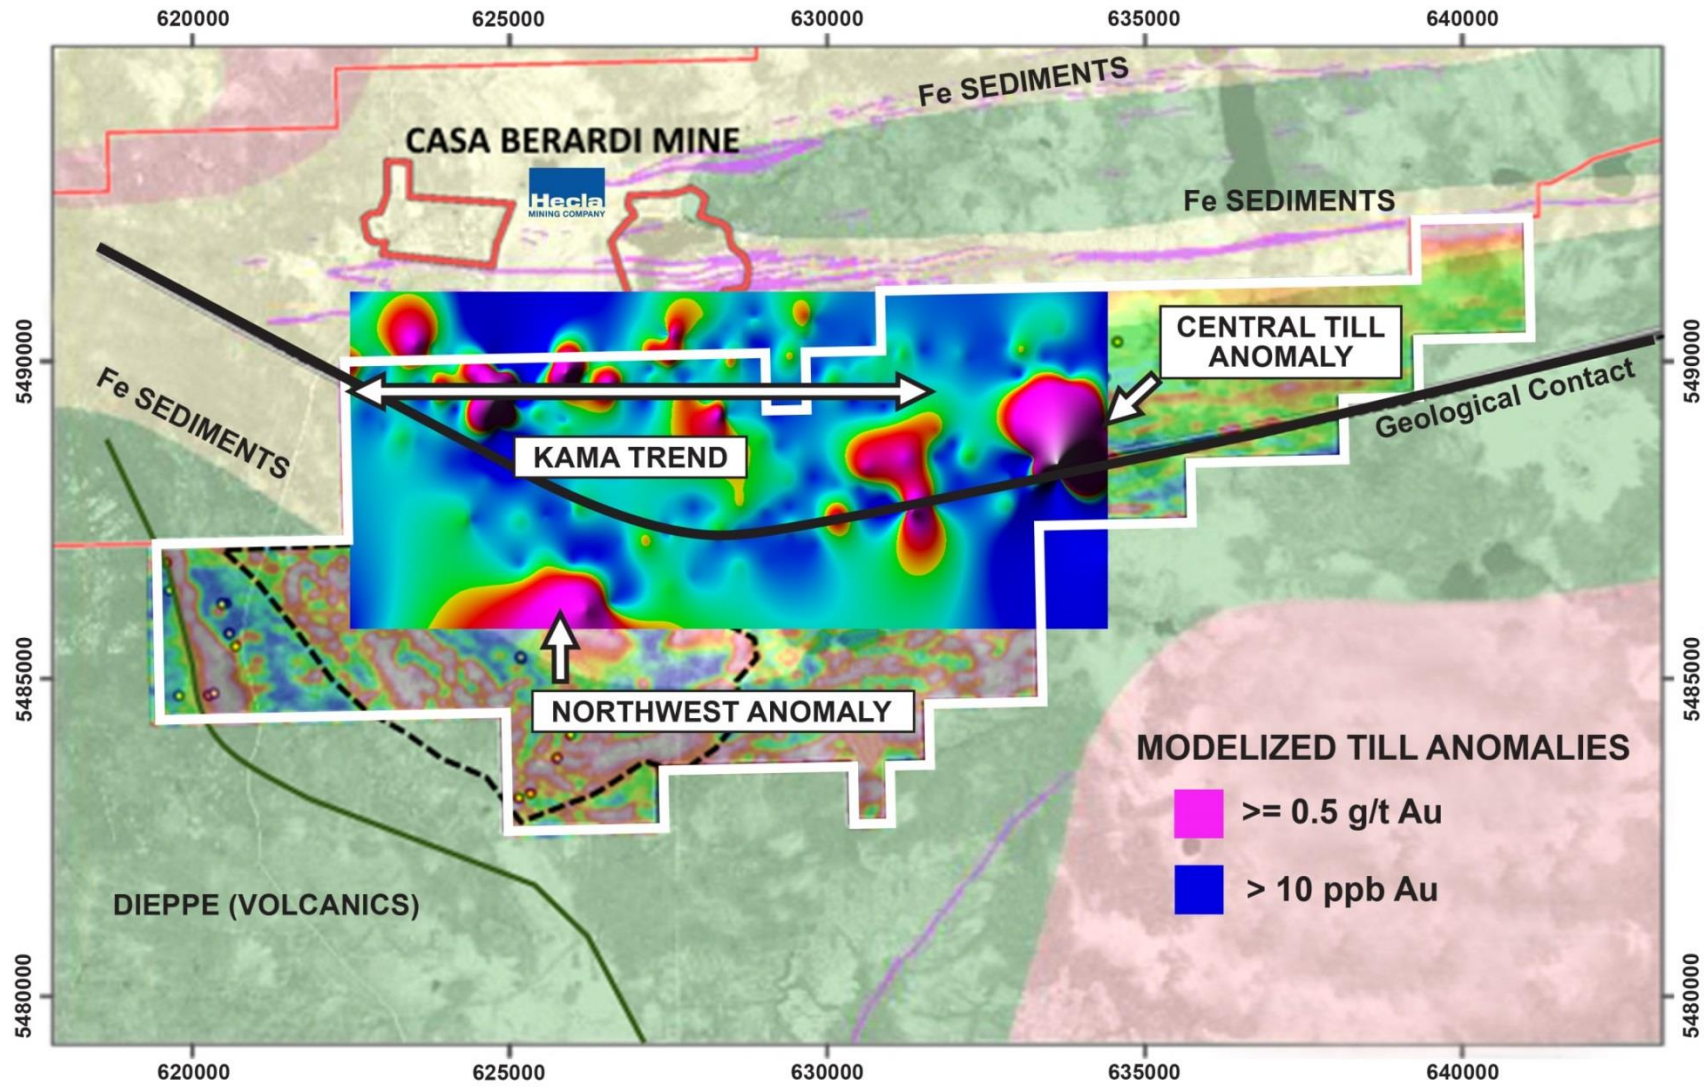 620000 625000 630000 635000 640000
Fe SEDIMENTS
CASA BERARDI MINE
Hecla
MINING COMPANY
Fe SEDIMENTS
5490000
5490000
CENTRAL TILL
ANOMALY
Fe SEDIMENTS
Geological Contact
KAMA TREND
5485000
5485000
NORTHWEST ANOMALY
MODELIZED TILL ANOMALIES
>= 0.5 g/t Au
> 10 ppb Au
DIEPPE (VOLCANICS)
5480000
5480000
620000 625000 630000 635000 640000